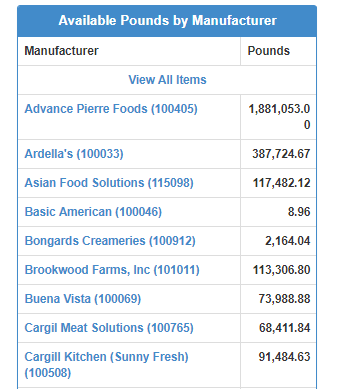 Available Pounds by Manufacturer
Manufacturer Pounds
View All Items
Advance Pierre Foods (100405) 1,881,053.0
0
Ardella's (100033) 387,724.67
Asian Food Solutions (115098) 117,482.12
Basic American (100046) 8.96
Bongards Creameries (100912) 2,164.04
Brookwood Farms, Inc (101011) 113,306.80
Buena Vista (100069) 73,988.88
Cargil Meat Solutions (100765) 68,411.84
Cargill Kitchen (Sunny Fresh) 91,484.63
(100508)